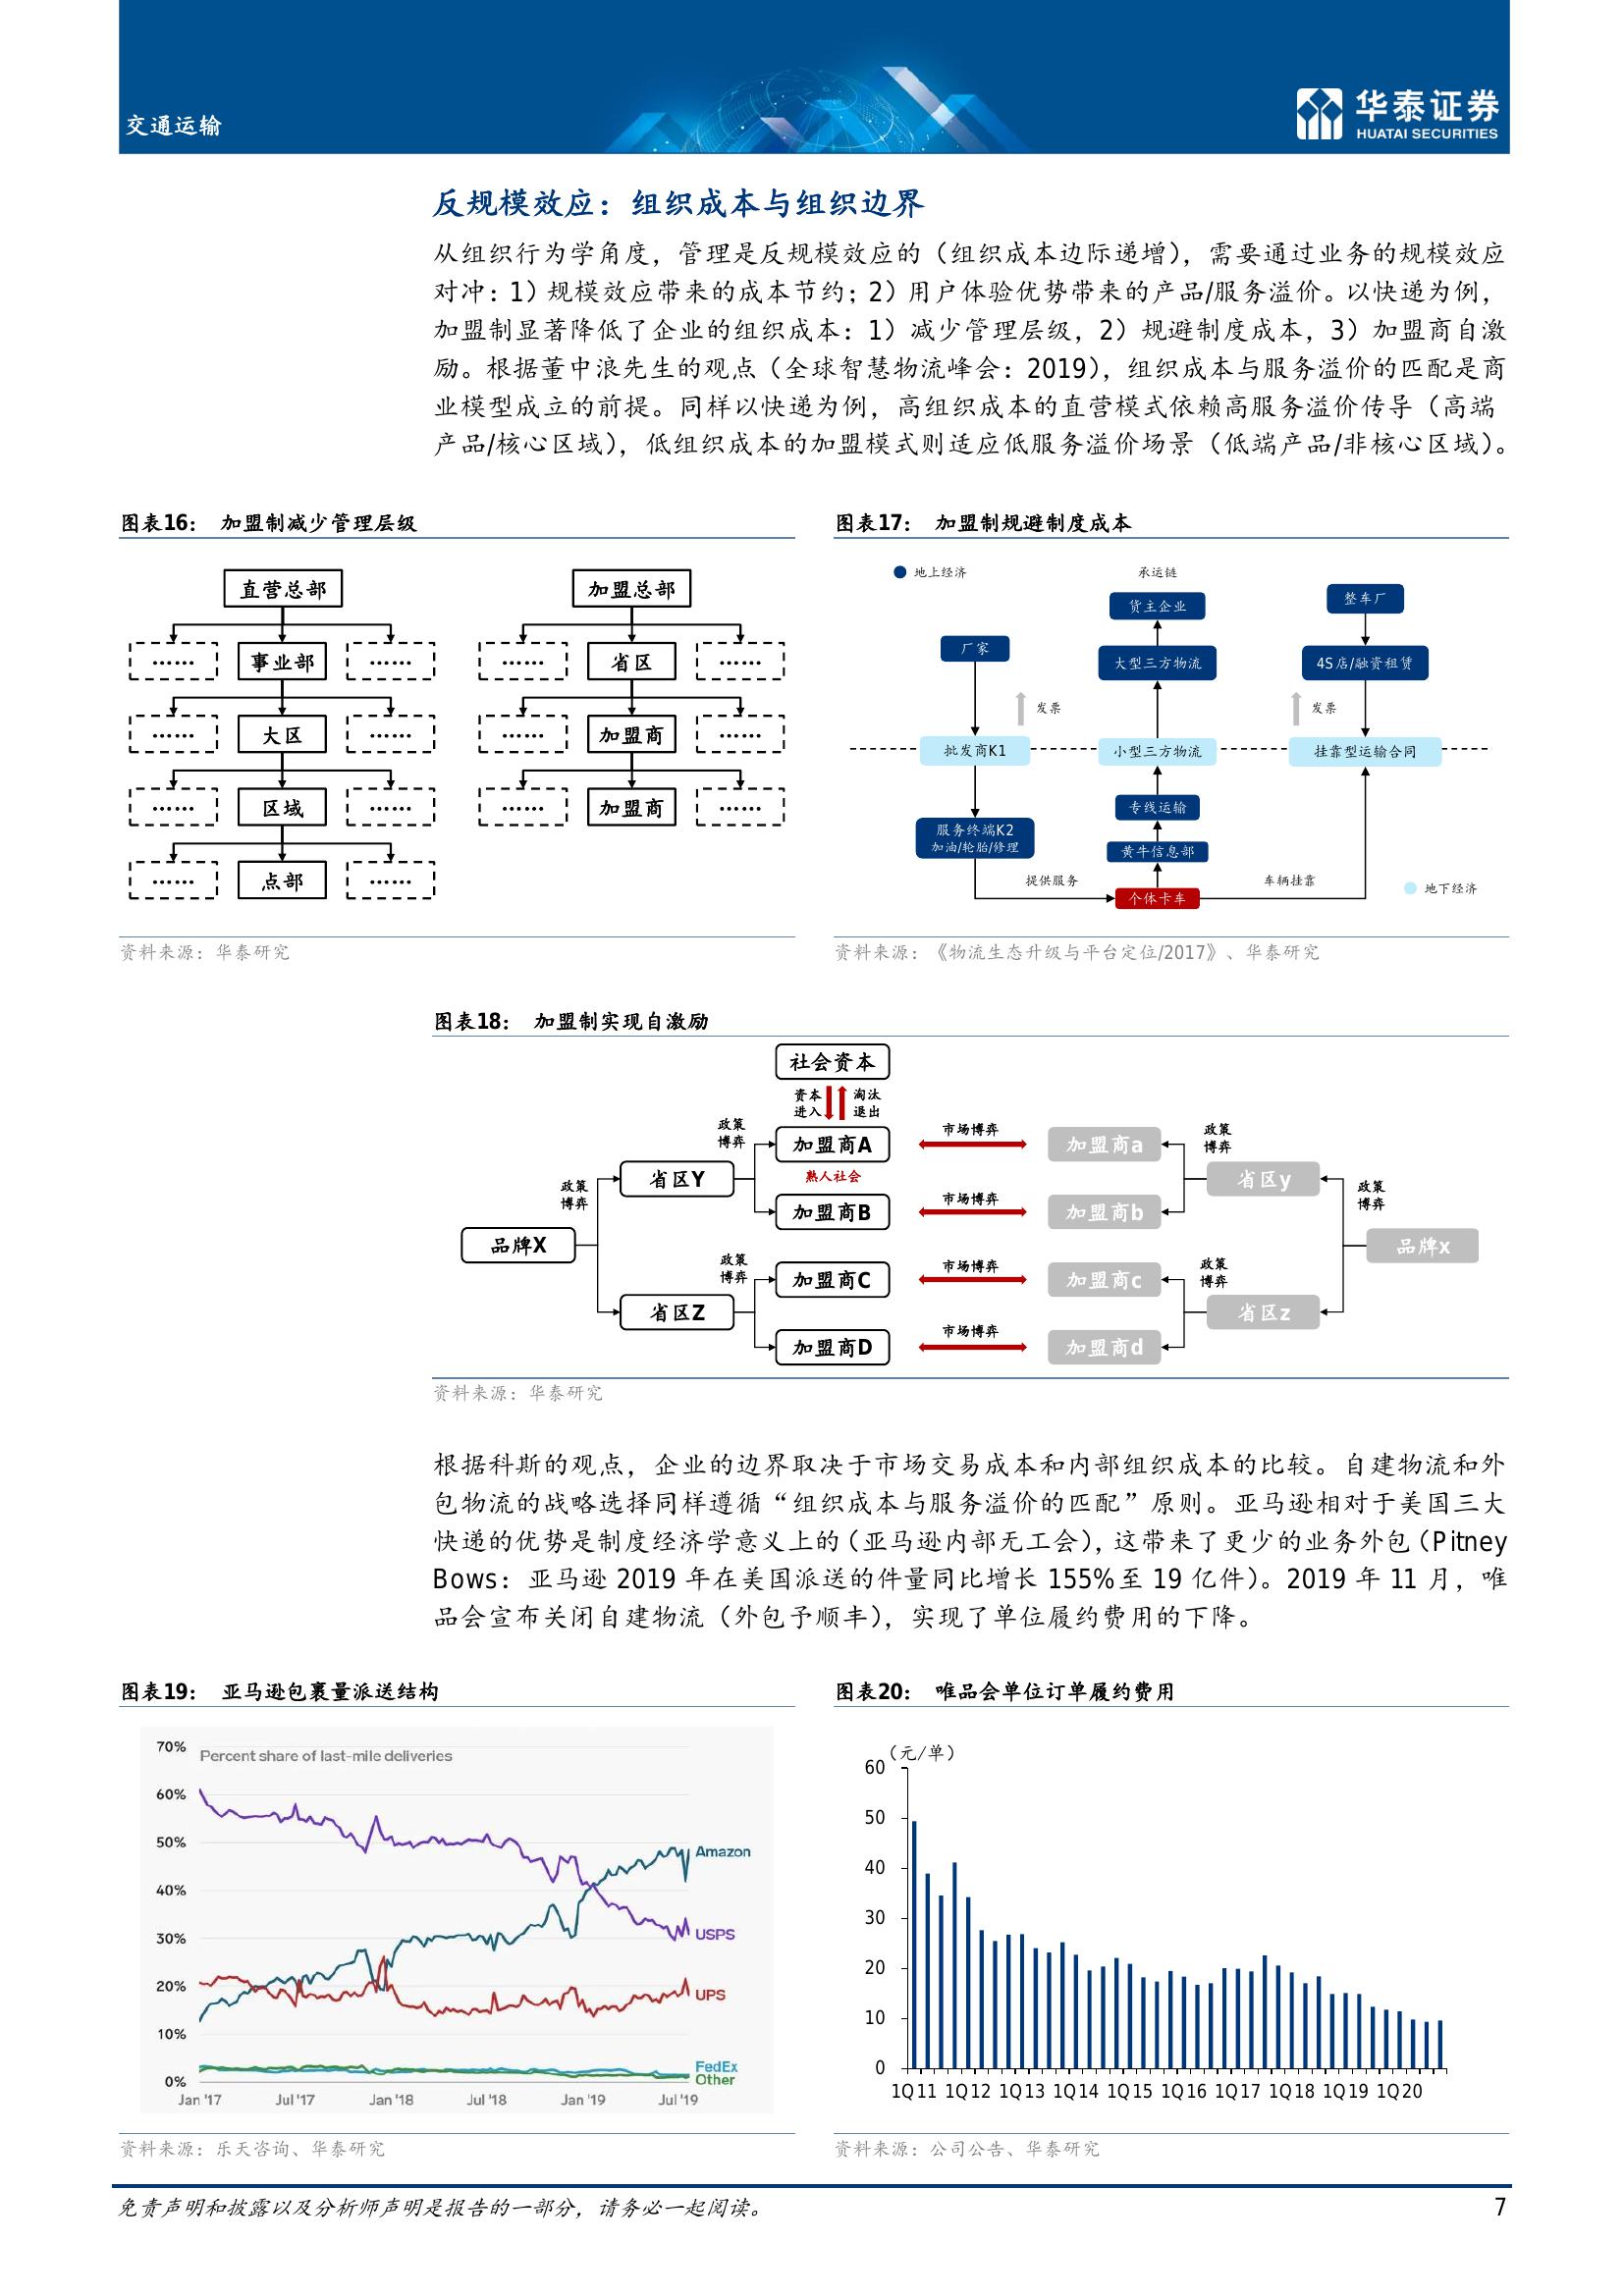 交通运输
华泰证券
HUATAI SECURITIES
反规模效应：组织成本与组织边界
从组织行为学角度，管理是反规模效应的（组织成本边际递增），需要通过业务的规模效应
对冲：1）规模效应带来的成本节约；2）用户体验优势带来的产品/服务溢价。以快递为例，
加盟制显著降低了企业的组织成本：1）减少管理层级，2）规避制度成本，3）加盟商自激
励。根据董中浪先生的观点（全球智慧物流峰会：2019），组织成本与服务溢价的匹配是商
业模型成立的前提。同样以快递为例，高组织成本的直营模式依赖高服务溢价传导（高端
产品/核心区域），低组织成本的加盟模式则适应低服务溢价场景（低端产品/非核心区域）。
图表16： 加盟制减少管理层级
直营总部
…… 事业部 ……
…… 大区 ……
…… 区域 ……
…… 点部 ……
加盟总部
…… 省区 ……
…… 加盟商 ……
…… 加盟商 ……
资料来源：华泰研究
图表17： 加盟制规避制度成本
地上经济
承运链
货主企业
整车厂
厂家
大型三方物流
4S店/融资租赁
发票
发票
批发商K1
小型三方物流
挂靠型运输合同
专线运输
服务终端K2
加油/轮胎/修理
黄牛信息部
提供服务
车辆挂靠
个体卡车
地下经济
资料来源：《物流生态升级与平台定位/2017》、华泰研究
图表18： 加盟制实现自激励
社会资本
资本
进入
淘汰
退出
政策
博弈
加盟商A
市场博弈
加盟商a
政策
博弈
熟人社会
政策
博弈
省区Y
省区y
政策
博弈
加盟商B
市场博弈
加盟商b
品牌X
品牌x
政策
博弈
加盟商C
市场博弈
加盟商c
政策
博弈
省区Z
省区z
加盟商D
市场博弈
加盟商d
资料来源：华泰研究
根据科斯的观点，企业的边界取决于市场交易成本和内部组织成本的比较。自建物流和外
包物流的战略选择同样遵循“组织成本与服务溢价的匹配”原则。亚马逊相对于美国三大
快递的优势是制度经济学意义上的（亚马逊内部无工会），这带来了更少的业务外包（Pitney
Bows：亚马逊 2019 年在美国派送的件量同比增长 155%至 19 亿件）。2019 年 11 月，唯
品会宣布关闭自建物流（外包予顺丰），实现了单位履约费用的下降。
图表19： 亚马逊包裹量派送结构
Percent share of last-mile deliveries
70%
60%
50%
40%
30%
20%
10%
0%
Amazon
USPS
UPS
FedEx
Other
Jan '17 Jul '17 Jan '18 Jul '18 Jan '19 Jul '19
资料来源：乐天咨询、华泰研究
图表20： 唯品会单位订单履约费用
（元/单）
60
50
40
30
20
10
0
1Q11 1Q12 1Q13 1Q14 1Q15 1Q16 1Q17 1Q18 1Q19 1Q20
资料来源：公司公告、华泰研究
免责声明和披露以及分析师声明是报告的一部分，请务必一起阅读。
7